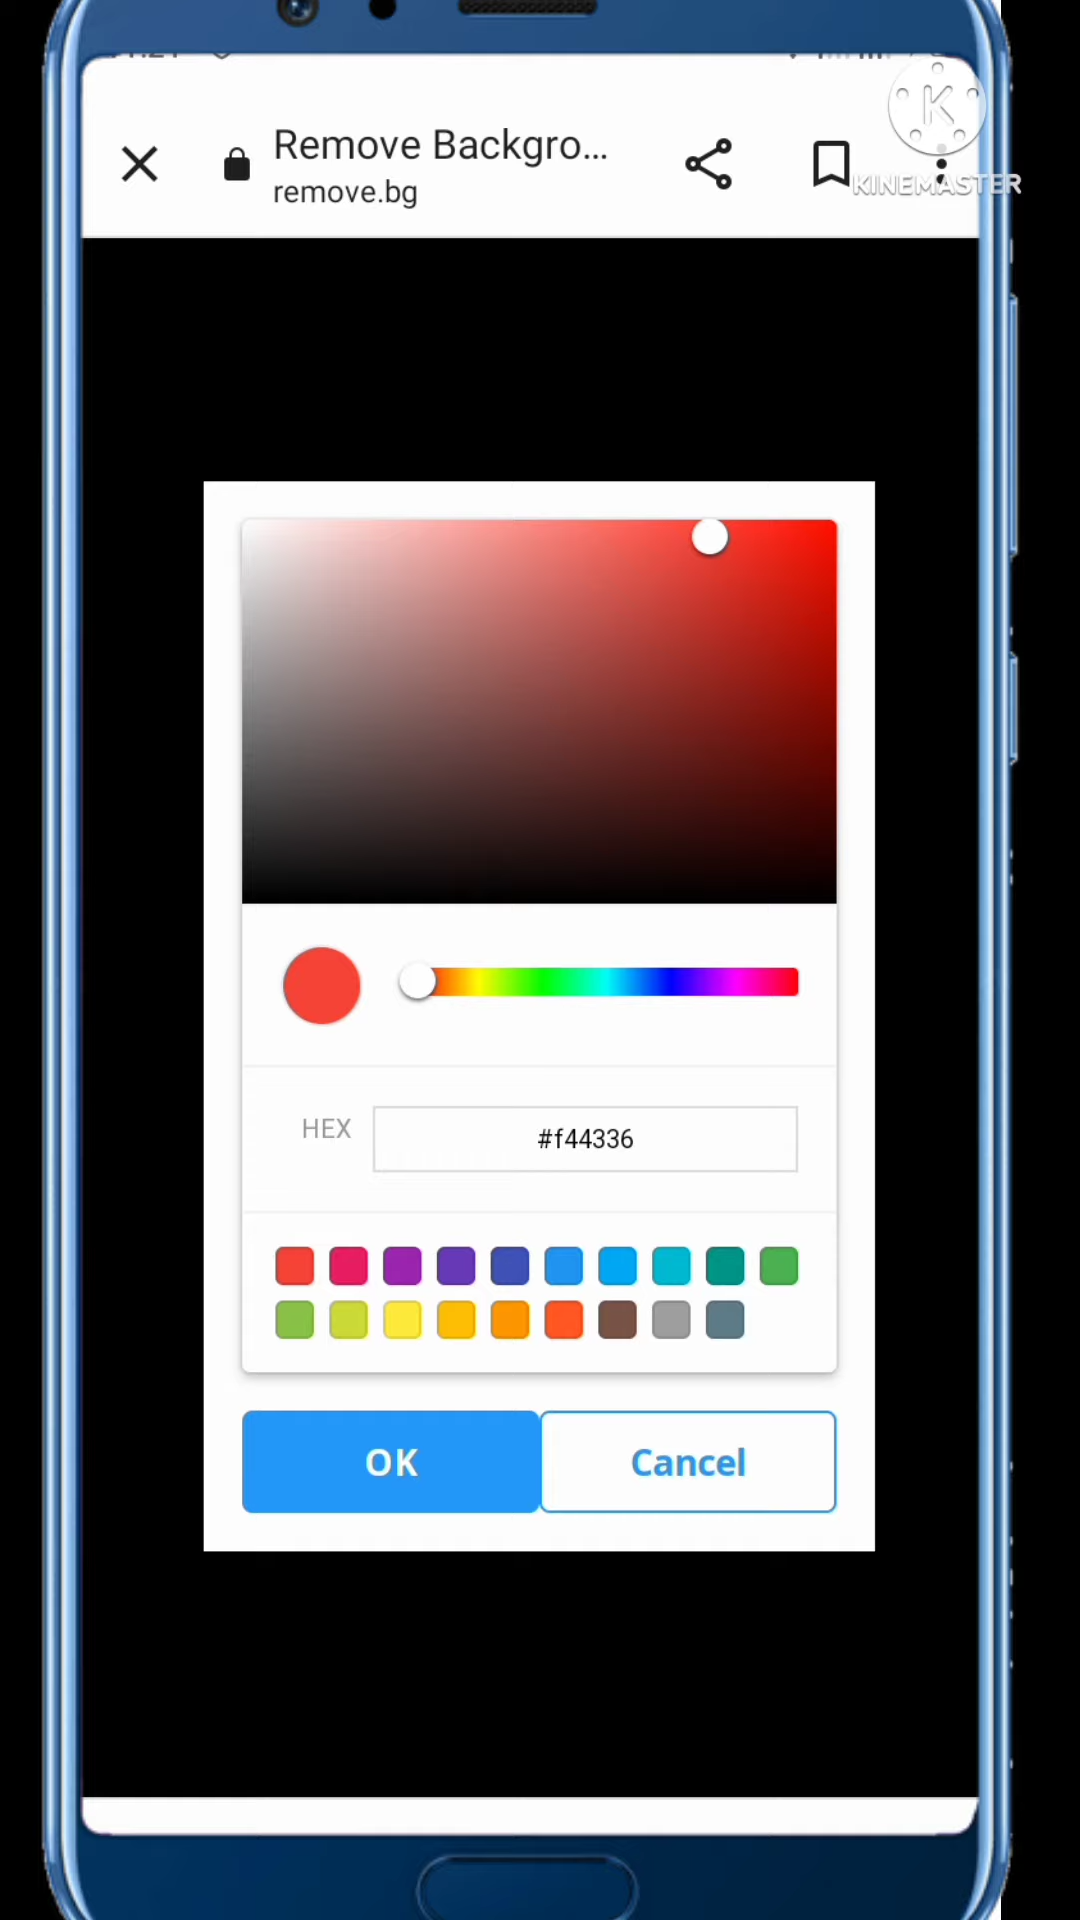 Remove Backgro...
remove.bg
K
KINEMASTER
HEX
#f44336
OK
Cancel